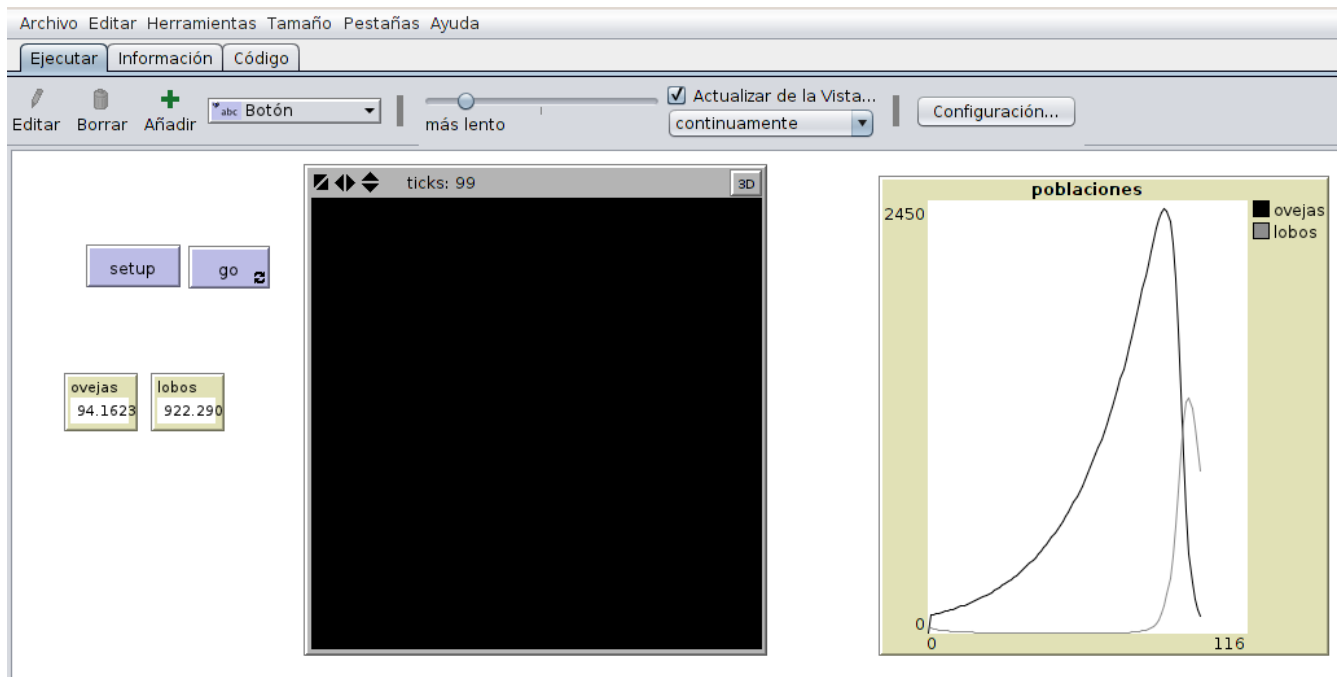 Archivo Editar Herramientas Tamaño Pestañas Ayuda
Ejecutar Información Código
Editar Borrar Añadir abc Botón más lento Actualizar de la Vista... continuamente Configuración...
ticks: 99 3D
setup go
ovejas lobos
94.1623 922.290
poblaciones
2450
ovejas
lobos
0
0 116